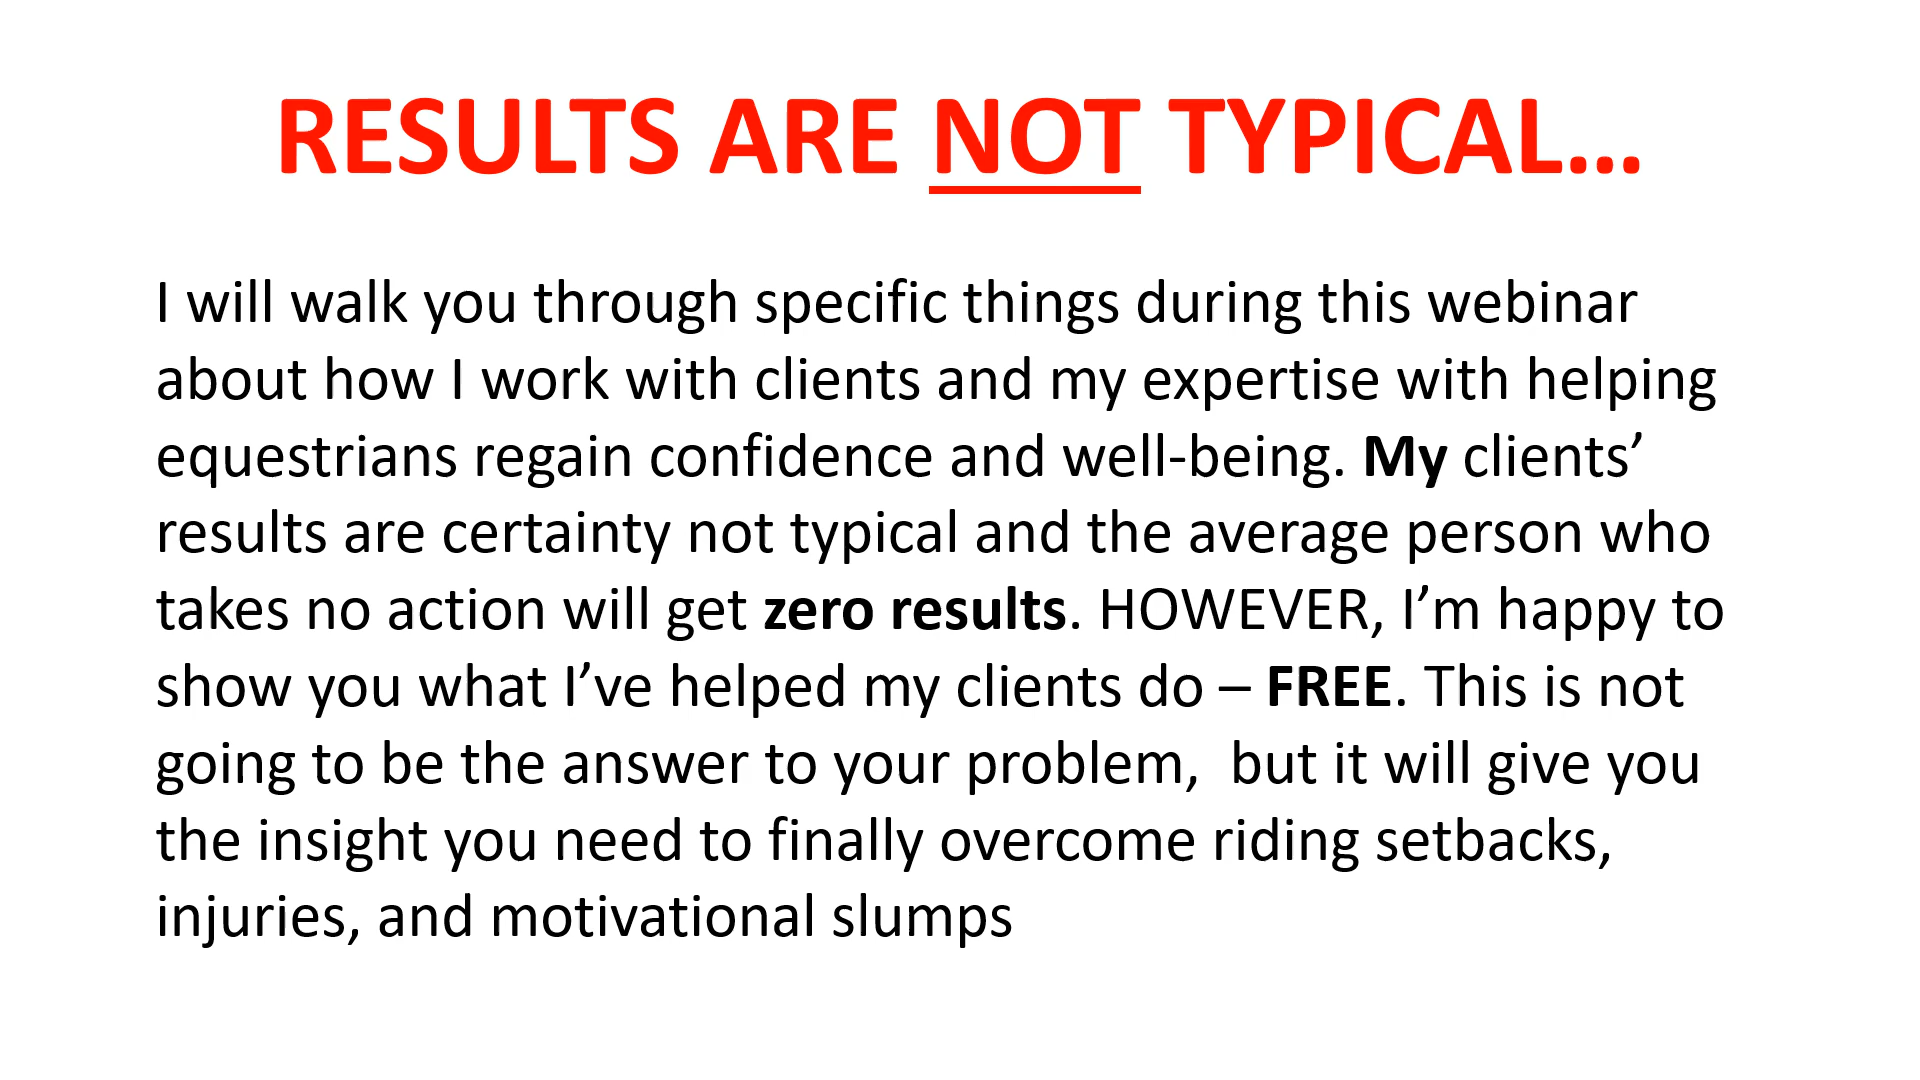 RESULTS ARE NOT TYPICAL...
I will walk you through specific things during this webinar
about how I work with clients and my expertise with helping
equestrians regain confidence and well-being. My clients’
results are certainty not typical and the average person who
takes no action will get zero results. HOWEVER, I’m happy to
show you what I’ve helped my clients do – FREE. This is not
going to be the answer to your problem,  but it will give you
the insight you need to finally overcome riding setbacks,
injuries, and motivational slumps